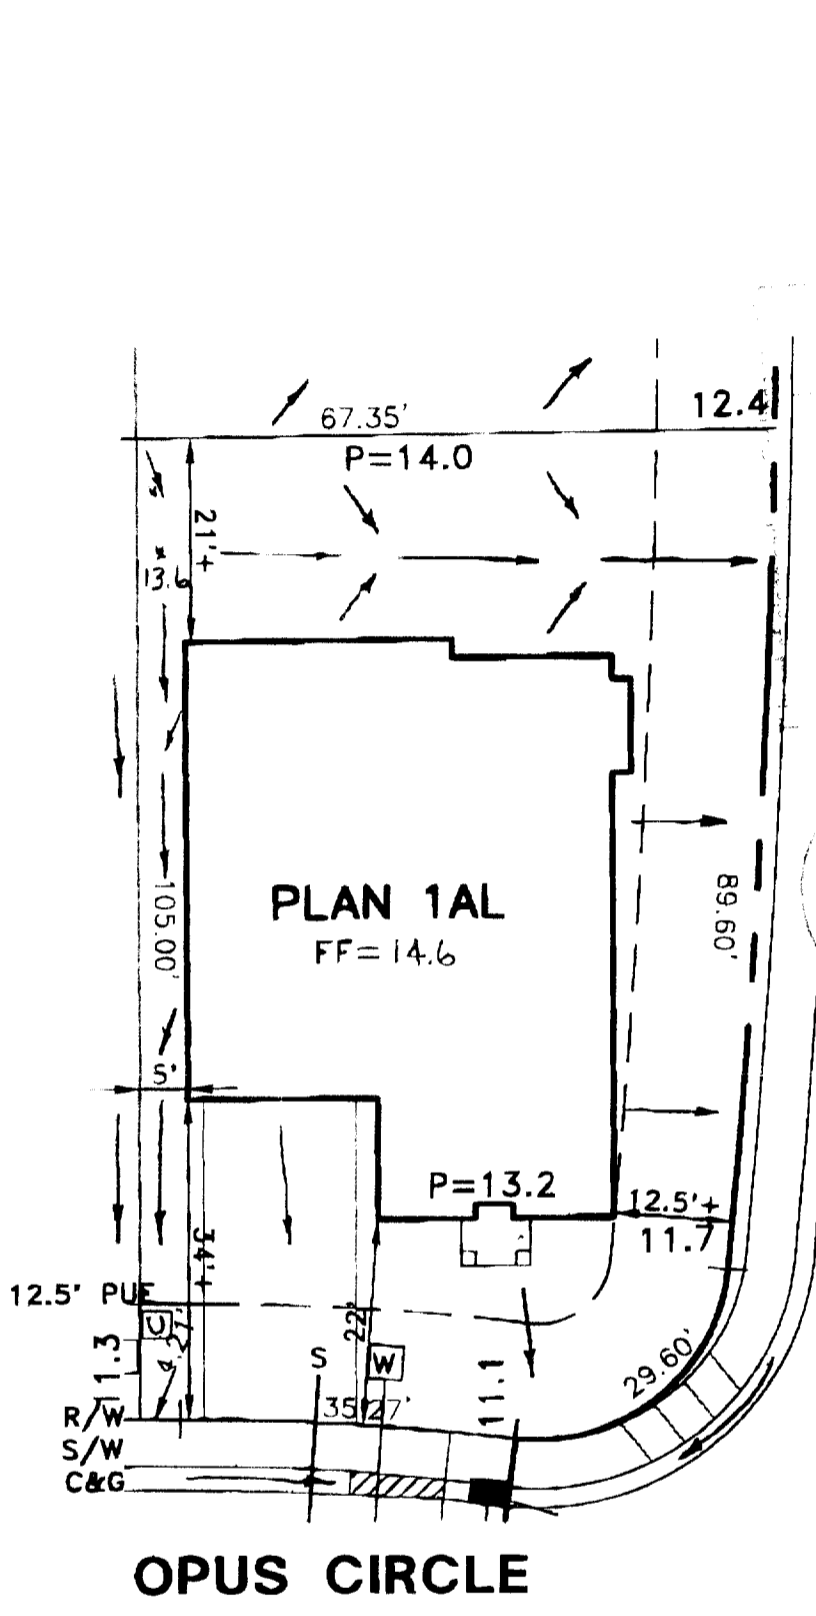 67.35'
12.4
P=14.0
21'+
13.6
105.00'
89.60'
PLAN 1AL
FF=14.6
5'
P=13.2
12.5'+
11.7
34'+
12.5' PUE
C
22'
11.3
S
W
11.1
29.60'
R/W
35.27'
S/W
C&G
OPUS CIRCLE